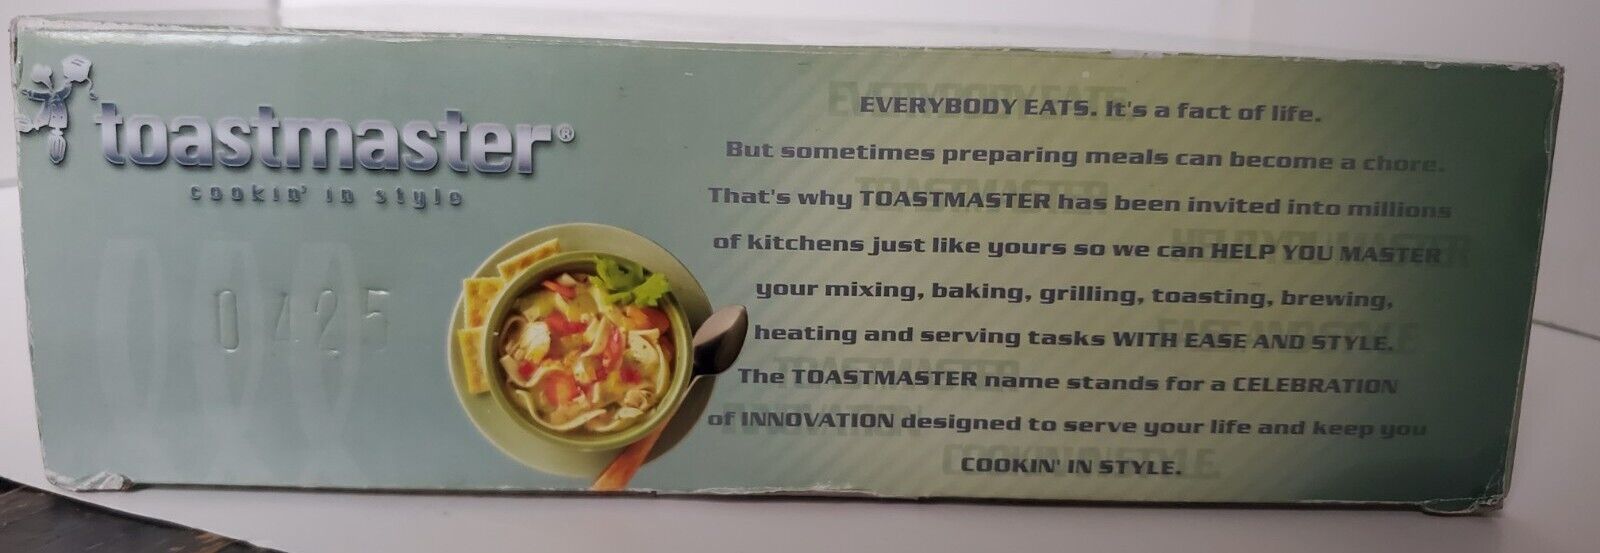 toastmaster®
cookin' in style
0425
EVERYBODY EATS. It's a fact of life.
But sometimes preparing meals can become a chore.
That's why TOASTMASTER has been invited into millions
of kitchens just like yours so we can HELP YOU MASTER
your mixing, baking, grilling, toasting, brewing,
heating and serving tasks WITH EASE AND STYLE.
The TOASTMASTER name stands for a CELEBRATION
of INNOVATION designed to serve your life and keep you
COOKIN' IN STYLE.